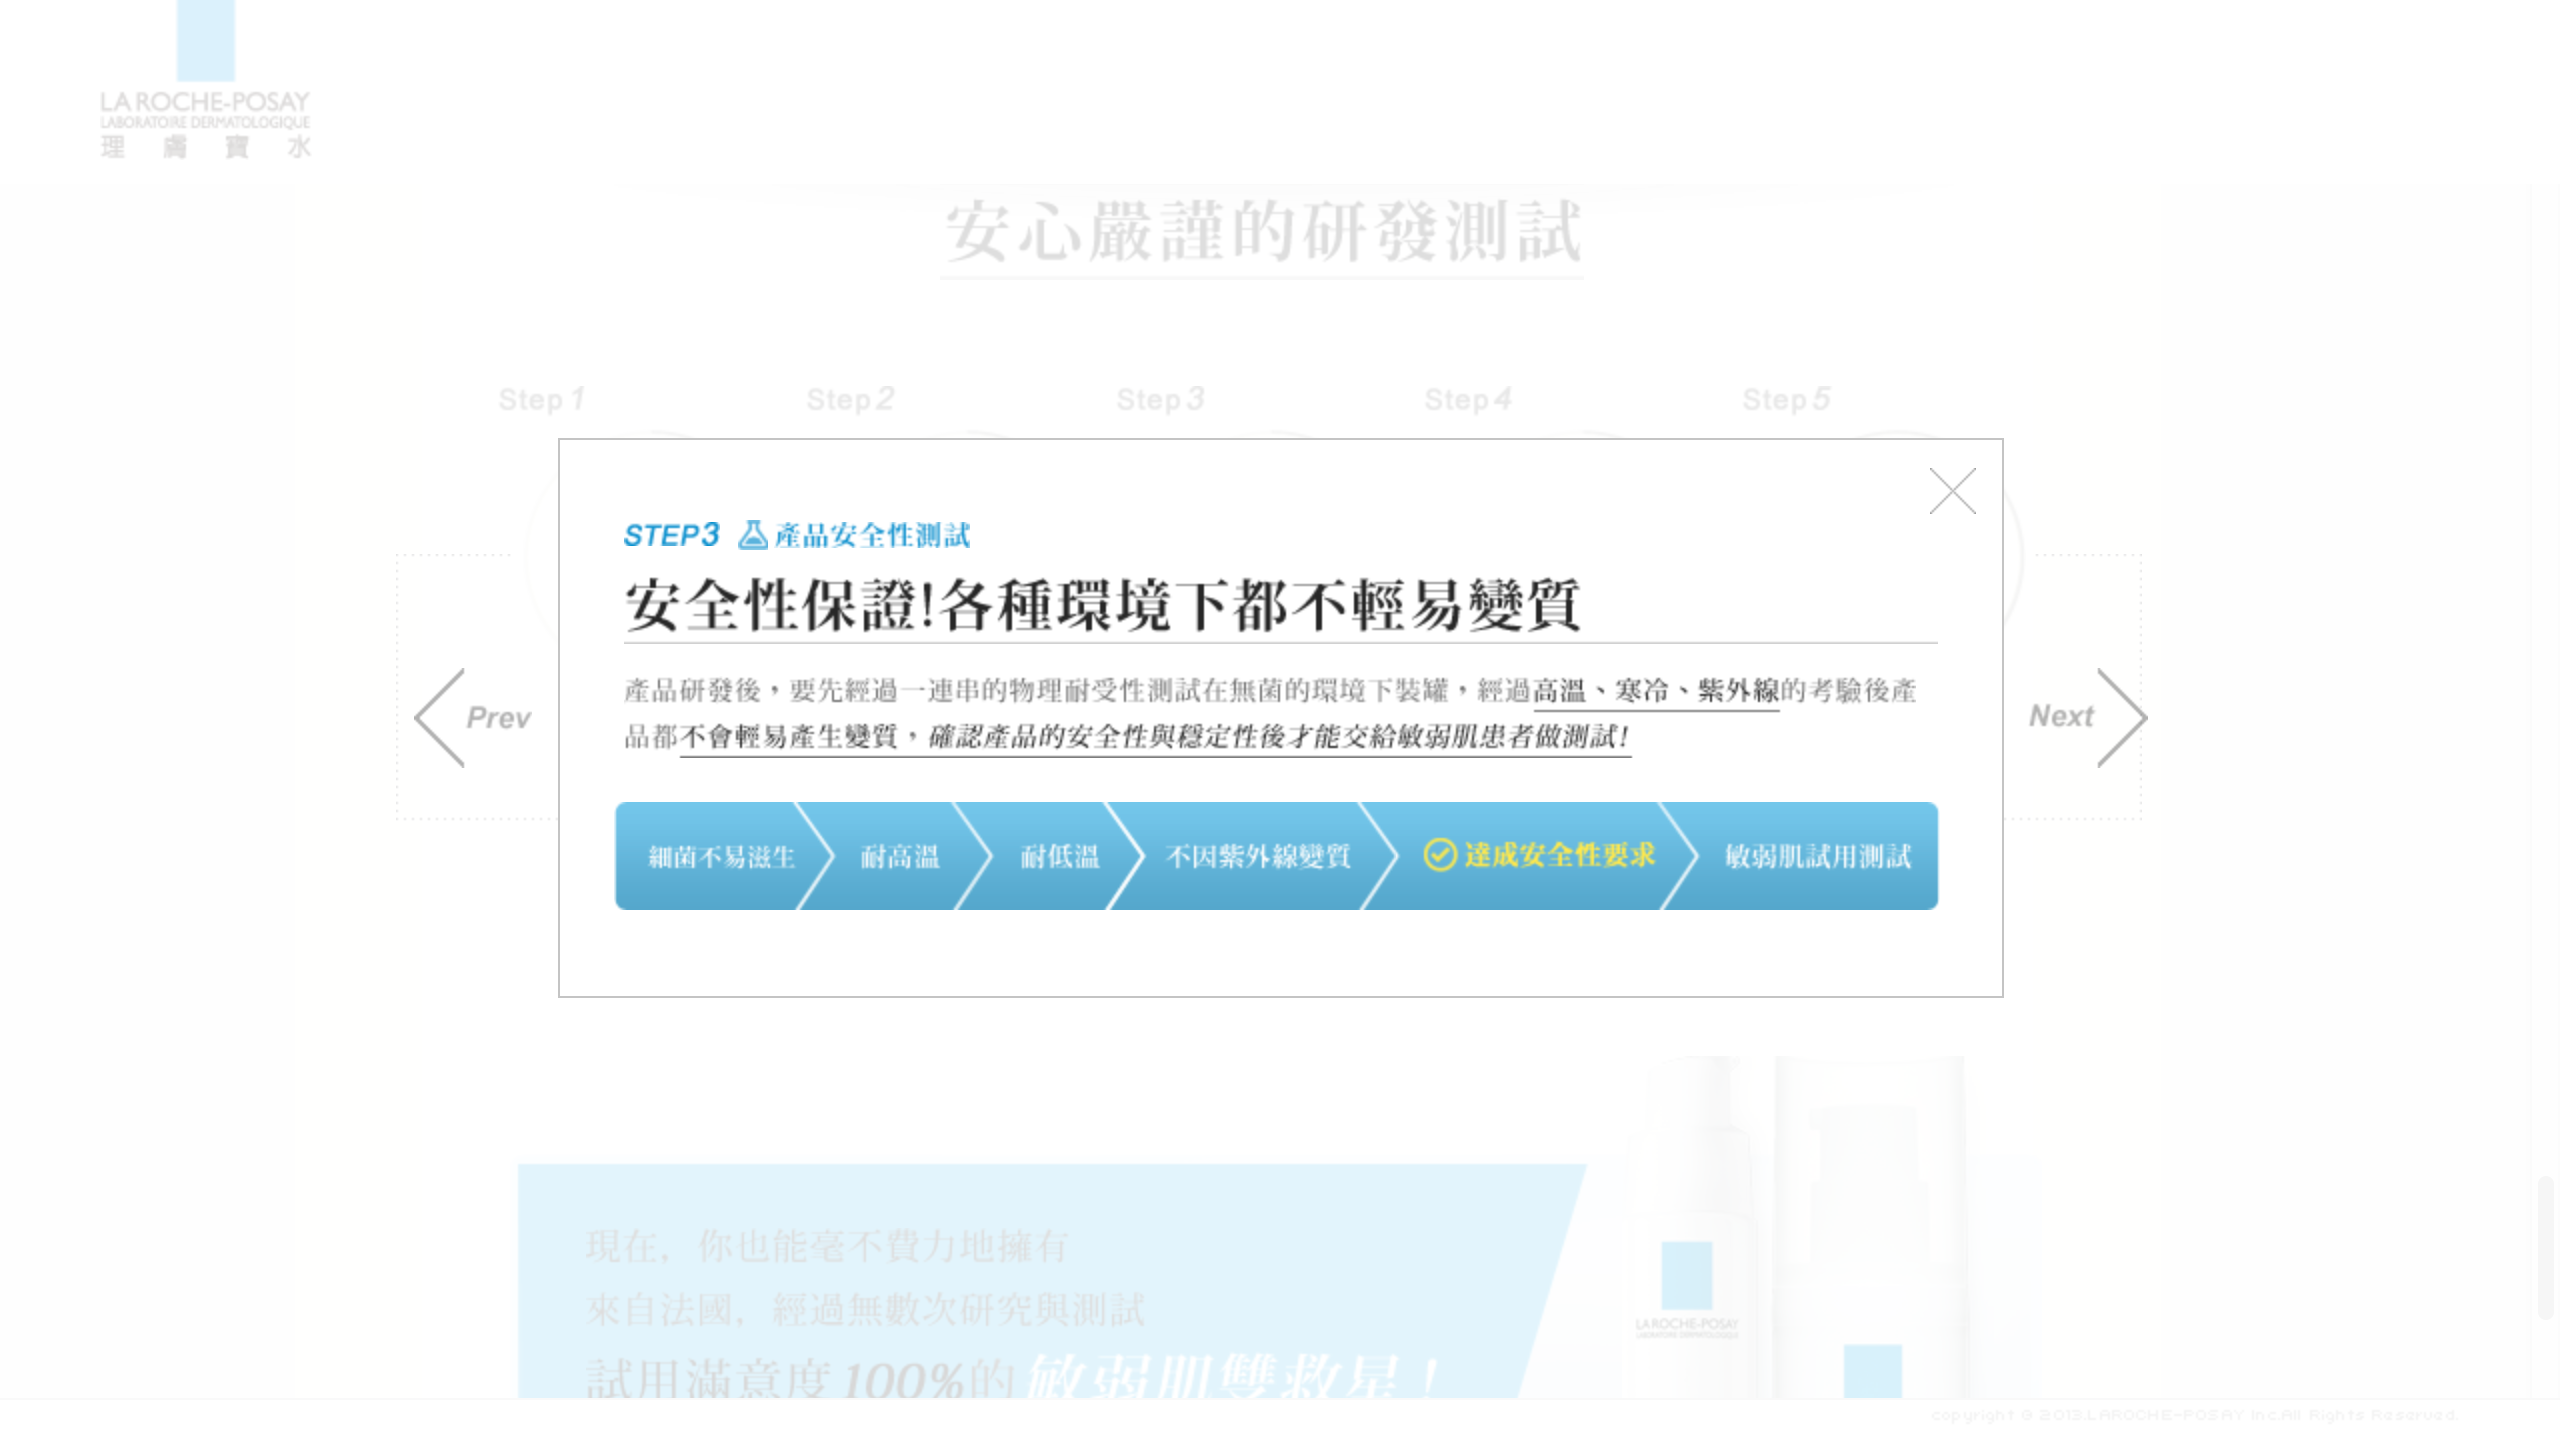 LA ROCHE-POSAY
LABORATOIRE DERMATOLOGIQUE
理膚寶水
安心嚴謹的研發測試
Step 1
Step 2
Step 3
Step 4
Step 5
STEP3 產品安全性測試
安全性保證!各種環境下都不輕易變質
產品研發後，要先經過一連串的物理耐受性測試在無菌的環境下裝罐，經過高溫、寒冷、紫外線的考驗後產
品都不會輕易產生變質，確認產品的安全性與穩定性後才能交給敏弱肌患者做測試!
Prev
Next
細菌不易滋生
耐高溫
耐低溫
不因紫外線變質
達成安全性要求
敏弱肌試用測試
現在，你也能毫不費力地擁有
來自法國，經過無數次研究與測試
試用滿意度100%的敏弱肌雙救星!
LA ROCHE-POSAY
LABORATOIRE DERMATOLOGIQUE
copyright © 2013.LAROCHE-POSAY Inc.All Rights Reserved.